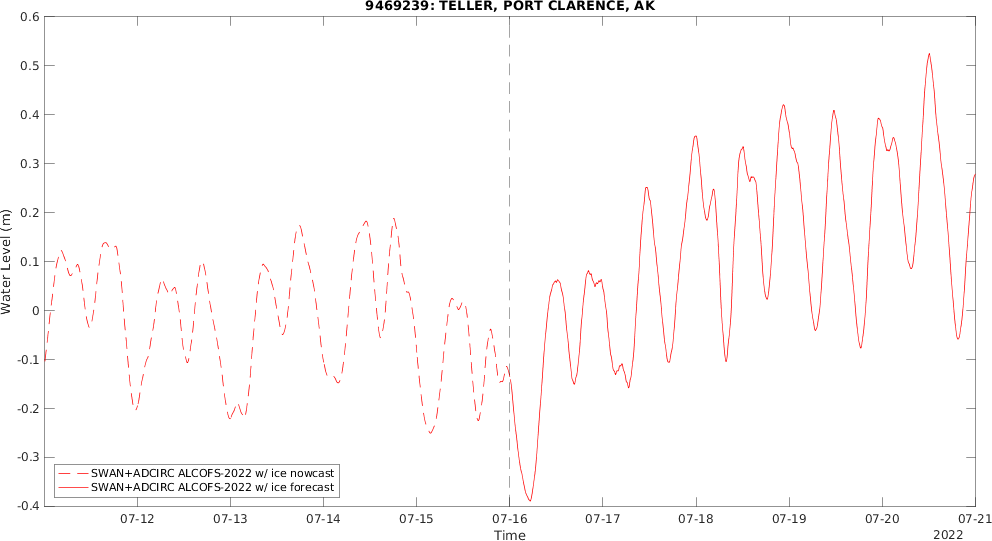 9469239: TELLER, PORT CLARENCE, AK
0.6
0.5
0.4
0.3
0.2
0.1
0
-0.1
-0.2
-0.3
-0.4
Water Level (m)
SWAN+ADCIRC ALCOFS-2022 w/ ice nowcast
SWAN+ADCIRC ALCOFS-2022 w/ ice forecast
07-12 07-13 07-14 07-15 07-16 07-17 07-18 07-19 07-20 07-21
Time
2022